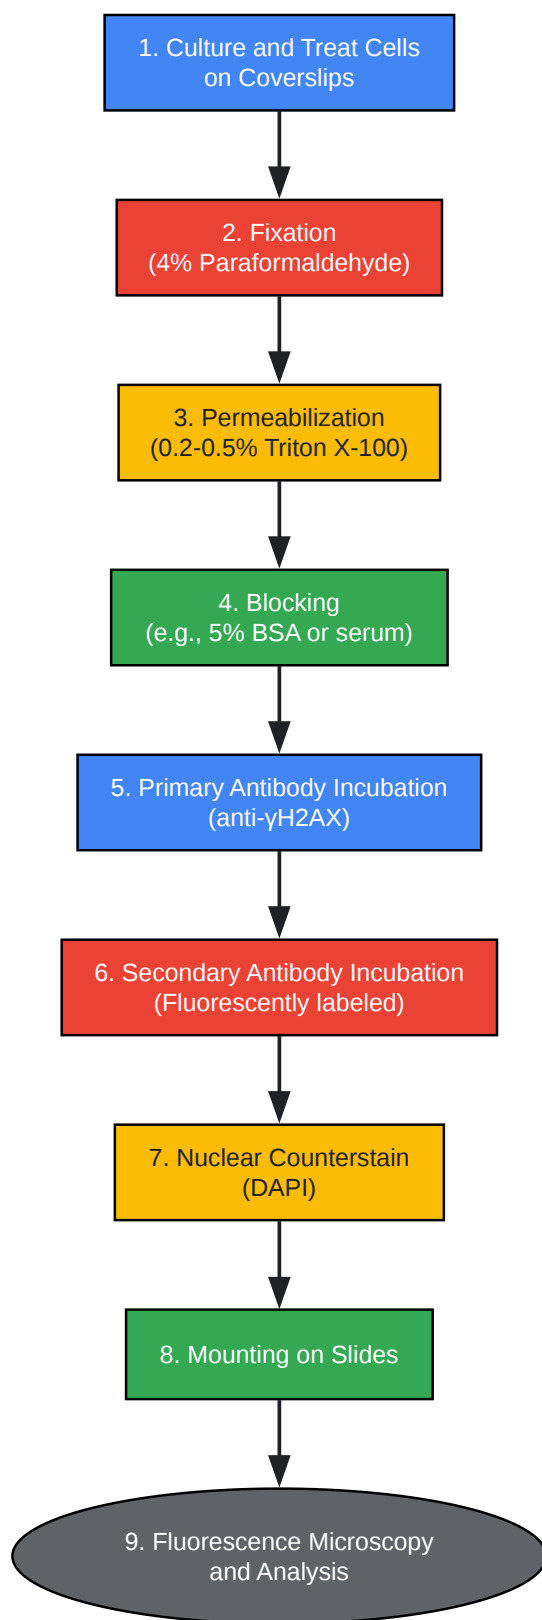 1. Culture and Treat Cells
on Coverslips
2. Fixation
(4% Paraformaldehyde)
3. Permeabilization
(0.2-0.5% Triton X-100)
4. Blocking
(e.g., 5% BSA or serum)
5. Primary Antibody Incubation
(anti-γH2AX)
6. Secondary Antibody Incubation
(Fluorescently labeled)
7. Nuclear Counterstain
(DAPI)
8. Mounting on Slides
9. Fluorescence Microscopy
and Analysis